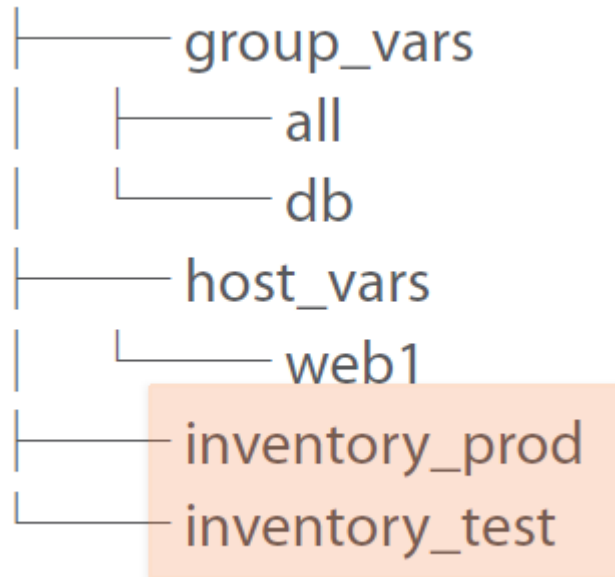 group_vars
all
db
host_vars
web1
inventory_prod
inventory_test